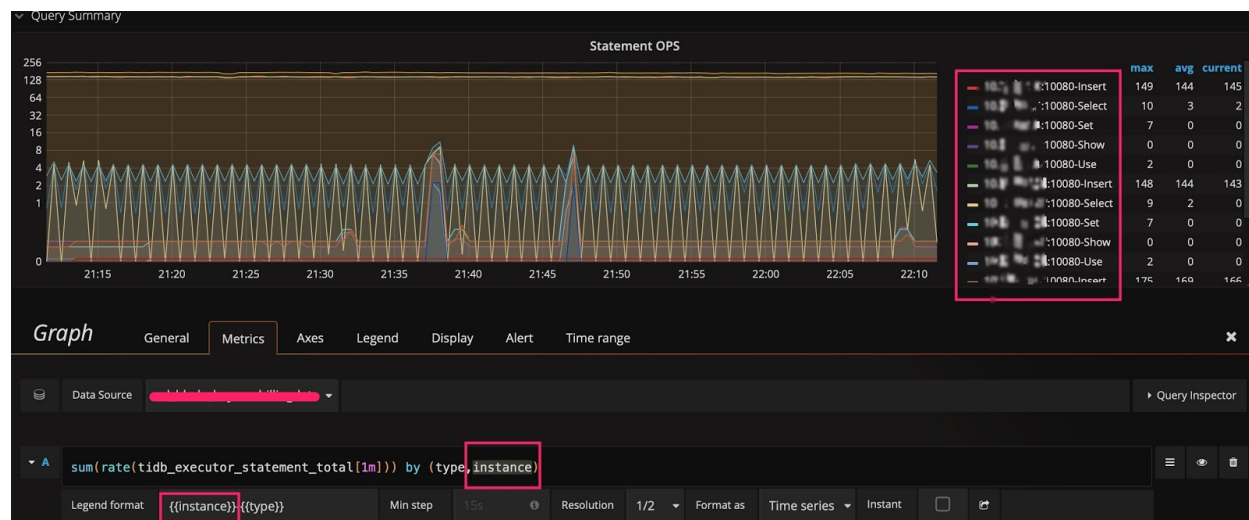 Query Summary
Statement OPS
256
128
64
32
16
8
4
2
1
0
21:15 21:20 21:25 21:30 21:35 21:40 21:45 21:50 21:55 22:00 22:05 22:10
max avg current
:10080-Insert 149 144 145
:10080-Select 10 3 2
:10080-Set 7 0 0
10080-Show 0 0 0
:10080-Use 2 0 0
:10080-Insert 148 144 143
:10080-Select 9 2 0
:10080-Set 7 0 0
:10080-Show 0 0 0
:10080-Use 2 0 0
:10080-Insert 175 169 166
Graph General Metrics Axes Legend Display Alert Time range
Data Source
Query Inspector
A sum(rate(tidb_executor_statement_total[1m])) by (type,instance)
Legend format {{instance}}-{{type}} Min step 15s Resolution 1/2 Format as Time series Instant